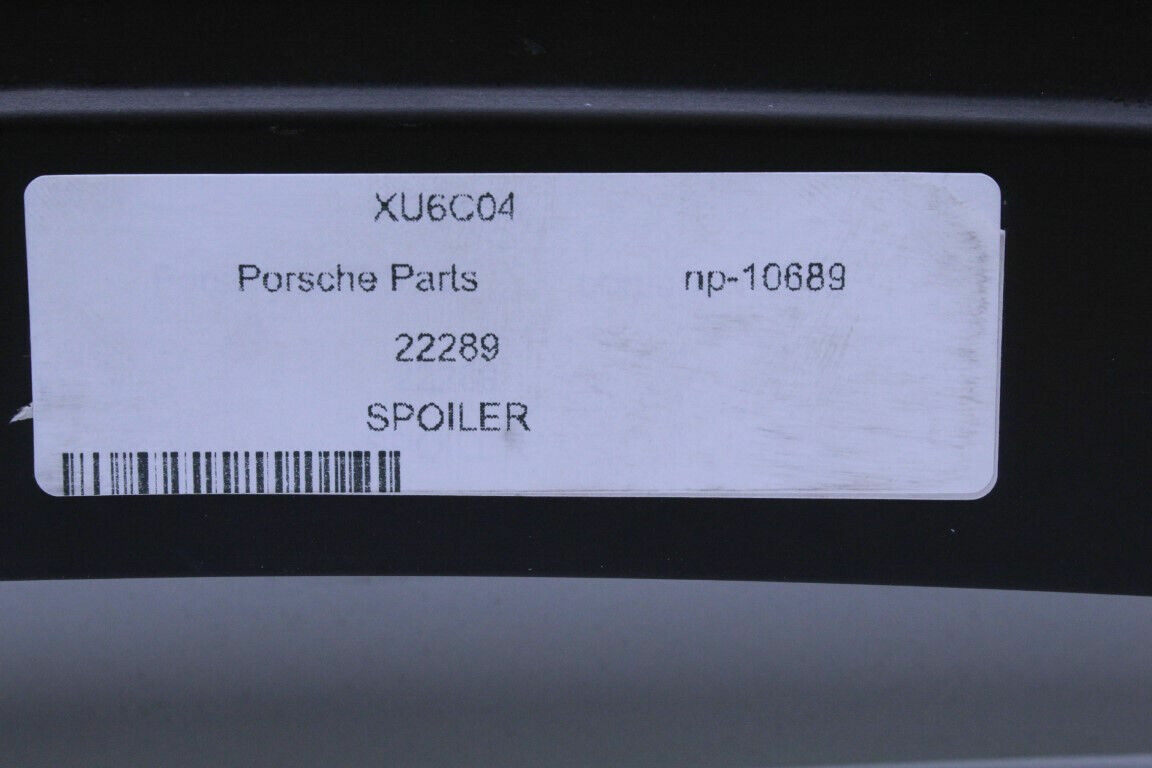 XU6C04
Porsche Parts np-10689
22289
SPOILER